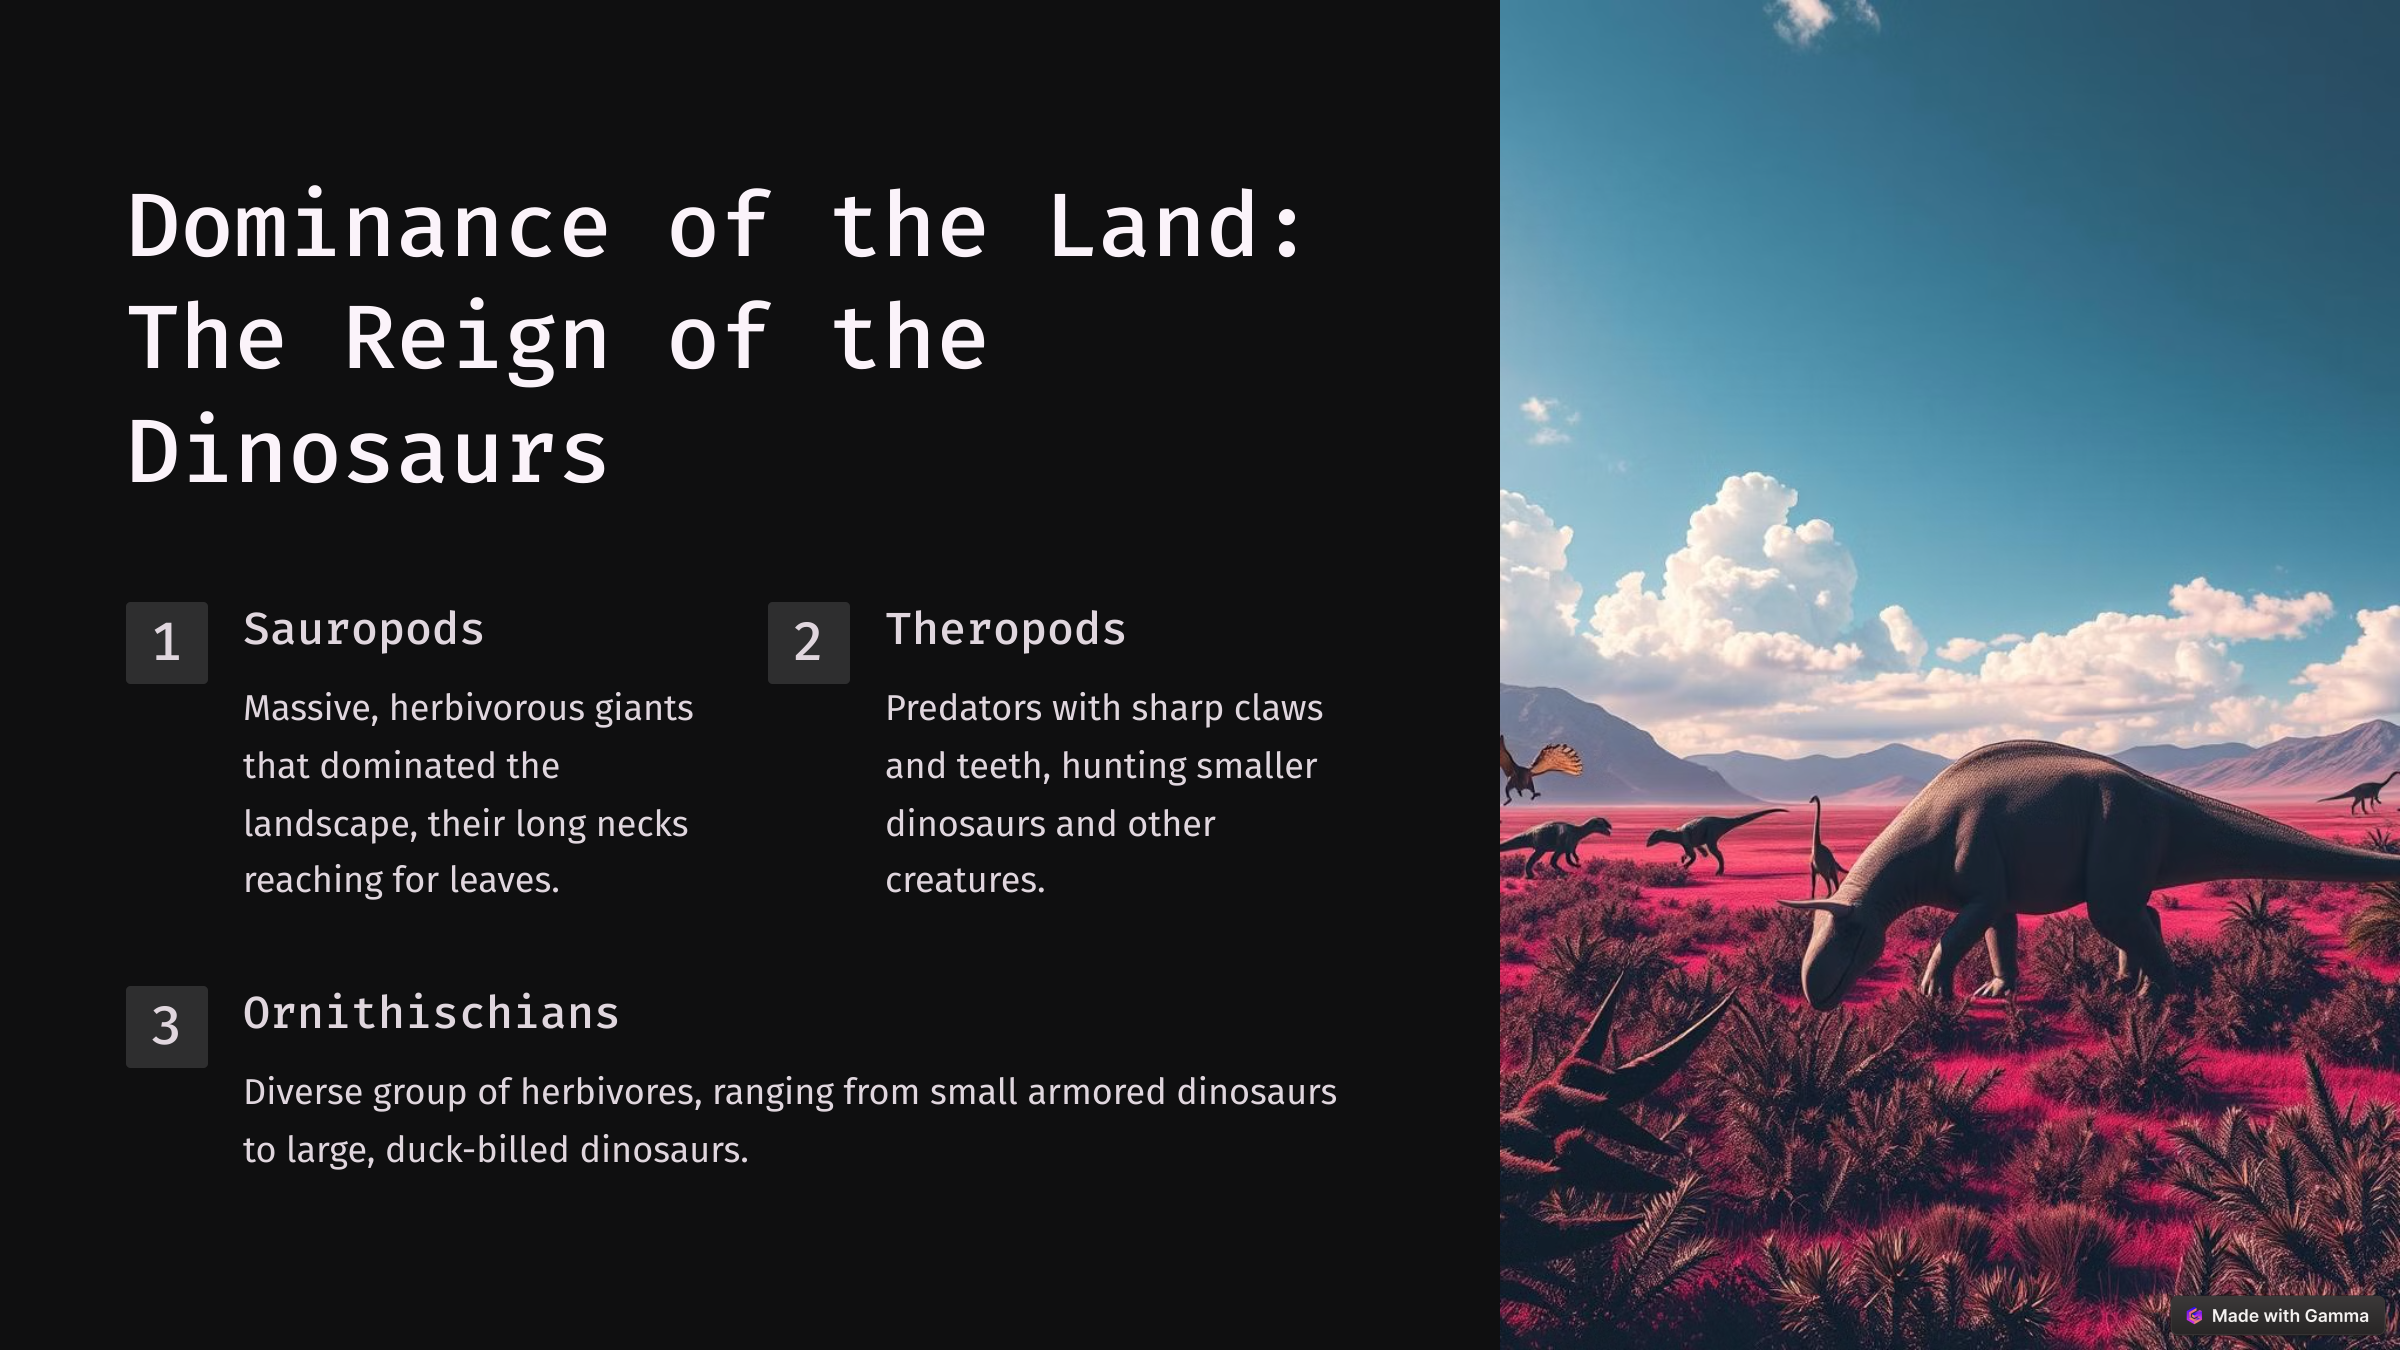 Dominance of the Land:
The Reign of the
Dinosaurs
1
Sauropods
Massive, herbivorous giants
that dominated the
landscape, their long necks
reaching for leaves.
2
Theropods
Predators with sharp claws
and teeth, hunting smaller
dinosaurs and other
creatures.
3
Ornithischians
Diverse group of herbivores, ranging from small armored dinosaurs
to large, duck-billed dinosaurs.
Made with Gamma